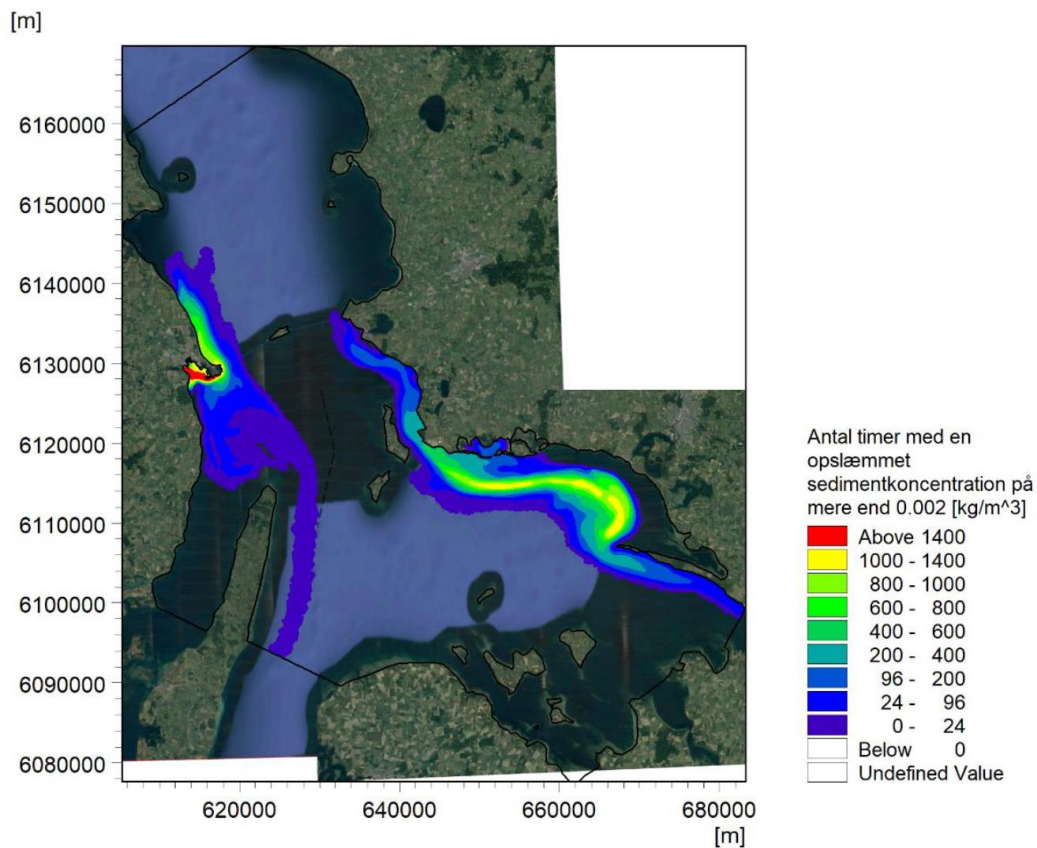 [m]
6160000
6150000
6140000
6130000
6120000
6110000
6100000
6090000
6080000
620000 640000 660000 680000
[m]
Antal timer med en
opslæmmet
sedimentkoncentration på
mere end 0.002 [kg/m^3]
Above 1400
1000 - 1400
800 - 1000
600 - 800
400 - 600
200 - 400
96 - 200
24 - 96
0 - 24
Below 0
Undefined Value